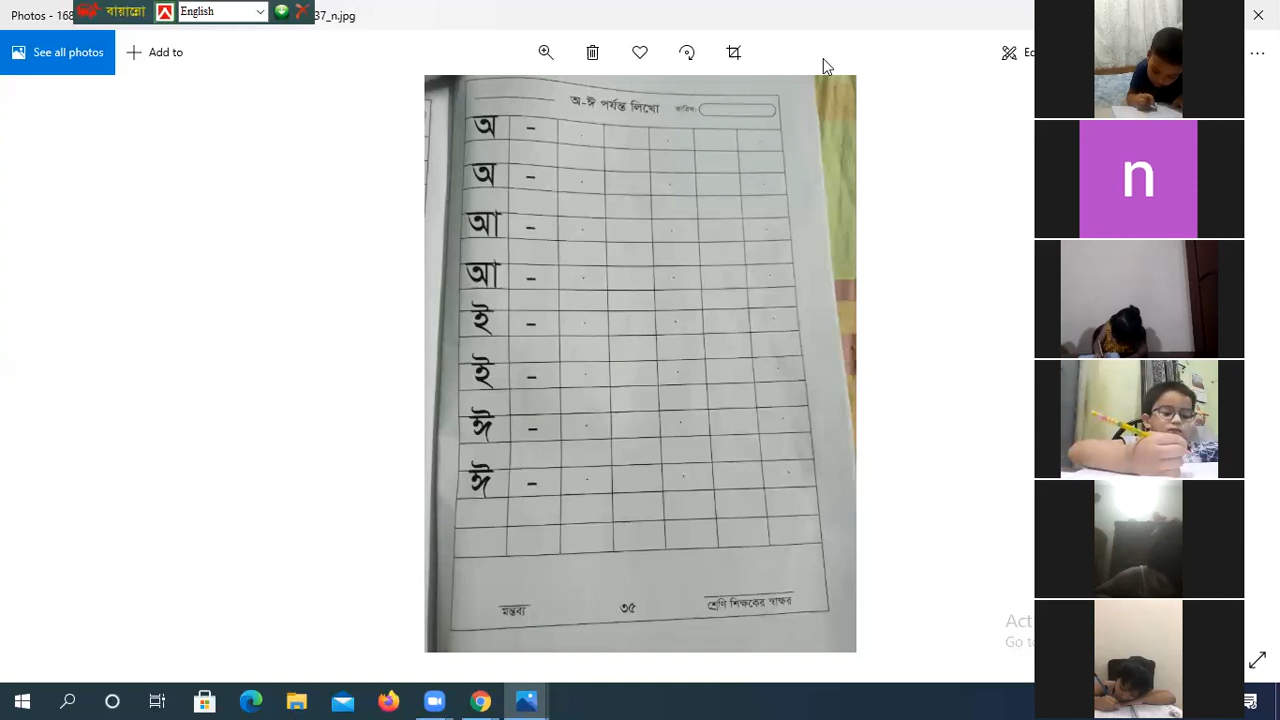 বায়ান্নো English
Photos - 168
37_n.jpg
See all photos
Add to
n
অ-ঈ পর্যন্ত লিখো তারিখ:
অ -
অ -
আ -
আ -
ই -
ই -
ঈ -
ঈ -
মন্তব্য ৩৫ শ্রেণি শিক্ষকের স্বাক্ষর